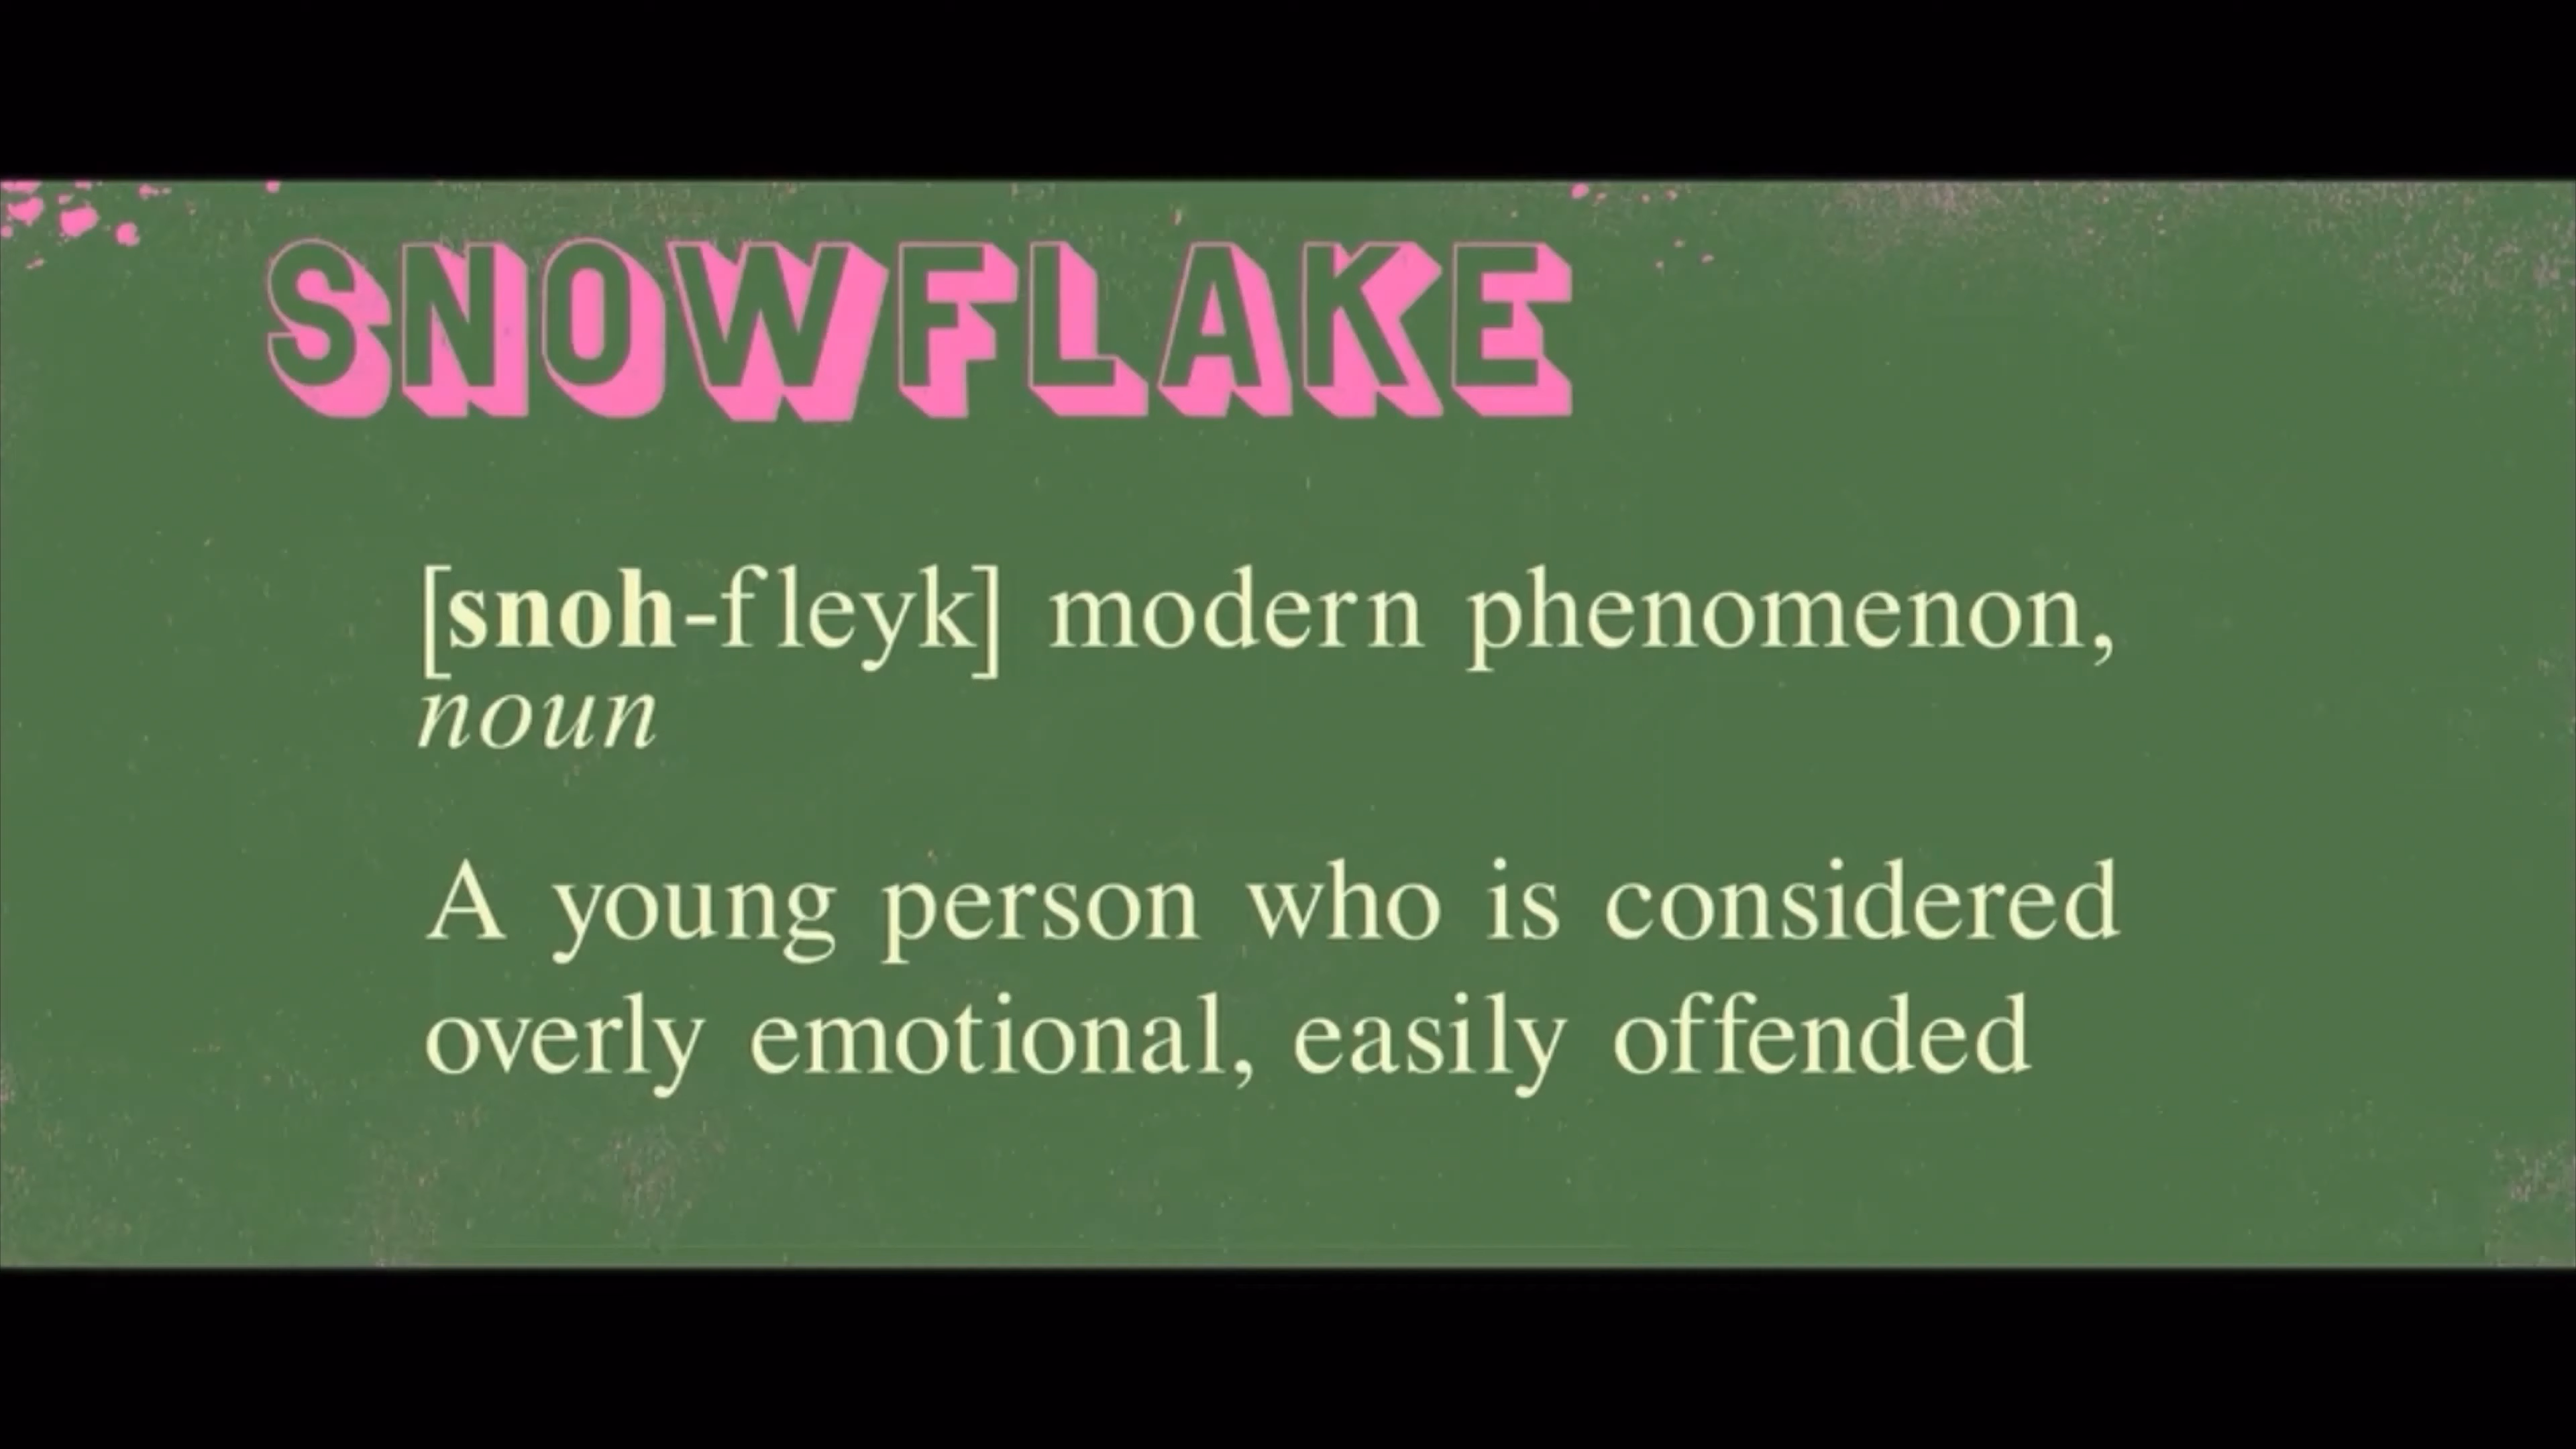 SNOWFLAKE
[snoh-fleyk] modern phenomenon,
noun
A young person who is considered
overly emotional, easily offended